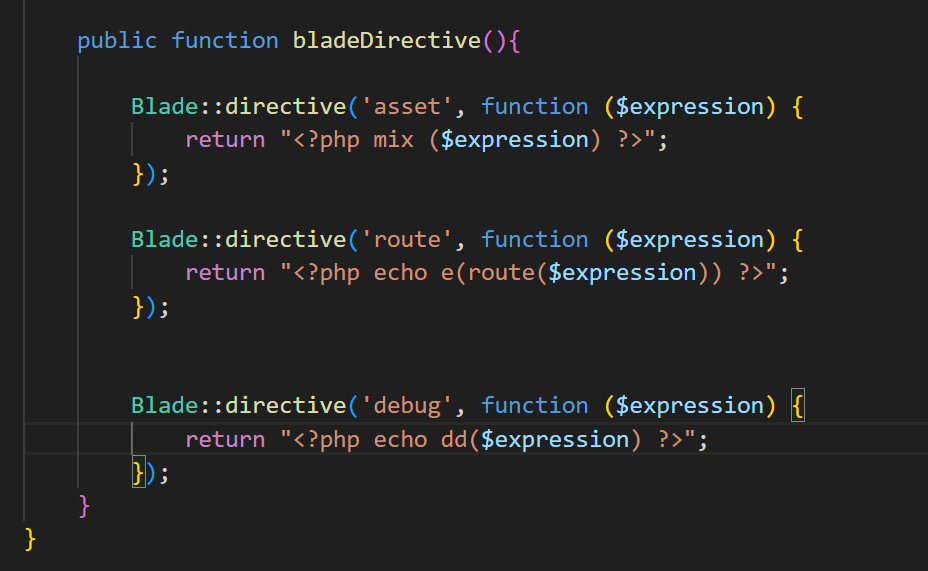 public function bladeDirective(){
Blade::directive('asset', function ($expression) {
return "<?php mix ($expression) ?>";
});
Blade::directive('route', function ($expression) {
return "<?php echo e(route($expression)) ?>";
});
Blade::directive('debug', function ($expression) {
return "<?php echo dd($expression) ?>";
});
}
}